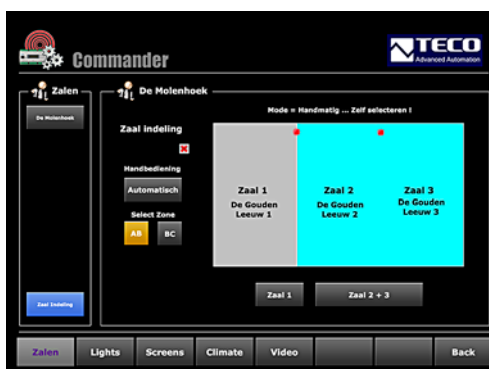 Commander
TECO
Advanced Automation
Zalen
De Molenhoek
De Molenhoek
Mode = Handmatig ... Zelf selecteren !
Zaal indeling
Handbediening
Automatisch
Select Zone
AB
BC
Zaal 1
De Gouden
Leeuw 1
Zaal 2
De Gouden
Leeuw 2
Zaal 3
De Gouden
Leeuw 3
Zaal 1
Zaal 2 + 3
Zaal Indeling
Zalen
Lights
Screens
Climate
Video
Back